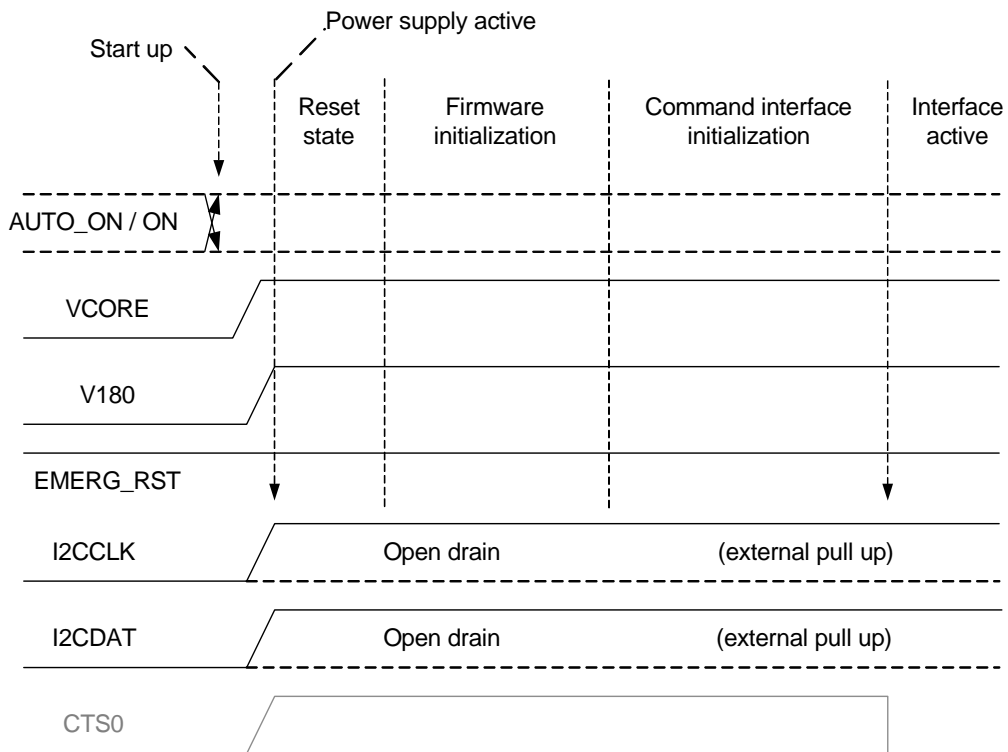 Power supply active
Start up
Reset state
Firmware initialization
Command interface initialization
Interface active
AUTO_ON / ON
VCORE
V180
EMERG_RST
I2CCLK Open drain (external pull up)
I2CDAT Open drain (external pull up)
CTS0